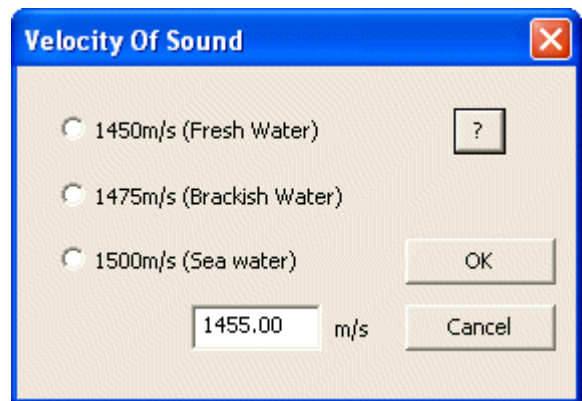 Velocity Of Sound
1450m/s (Fresh Water)
?
1475m/s (Brackish Water)
1500m/s (Sea water)
OK
1455.00 m/s
Cancel